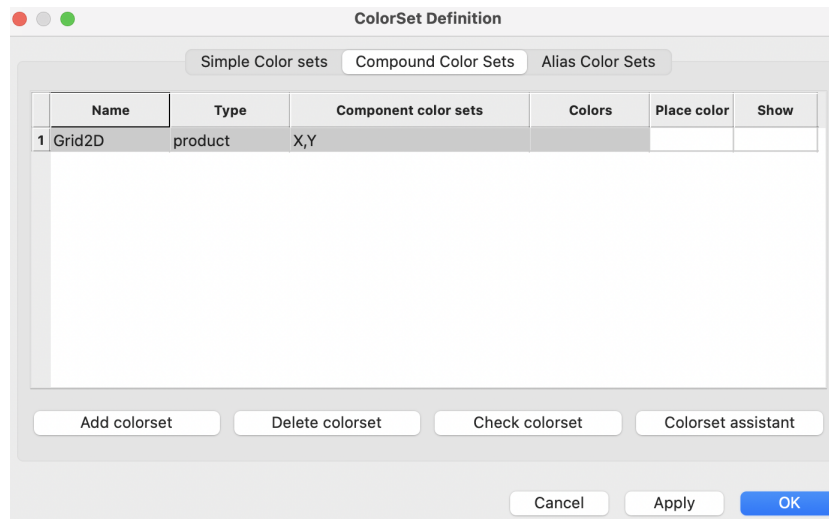 ColorSet Definition
Simple Color sets Compound Color Sets Alias Color Sets
Name Type Component color sets Colors Place color Show
1 Grid2D product X,Y
Add colorset Delete colorset Check colorset Colorset assistant
Cancel Apply OK